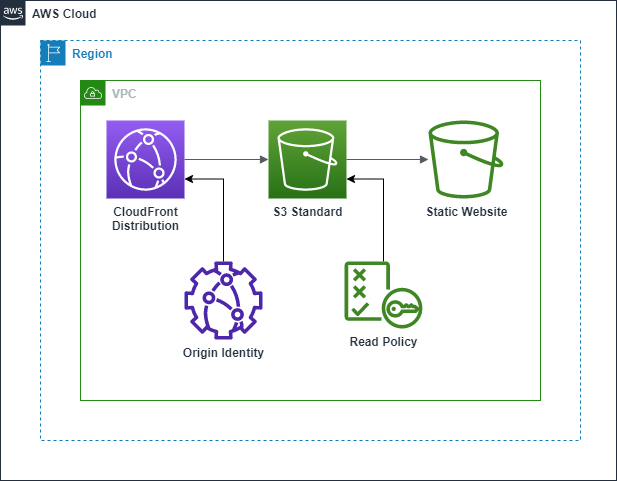 aws
AWS Cloud
Region
VPC
CloudFront
Distribution
S3 Standard
Static Website
Origin Identity
Read Policy